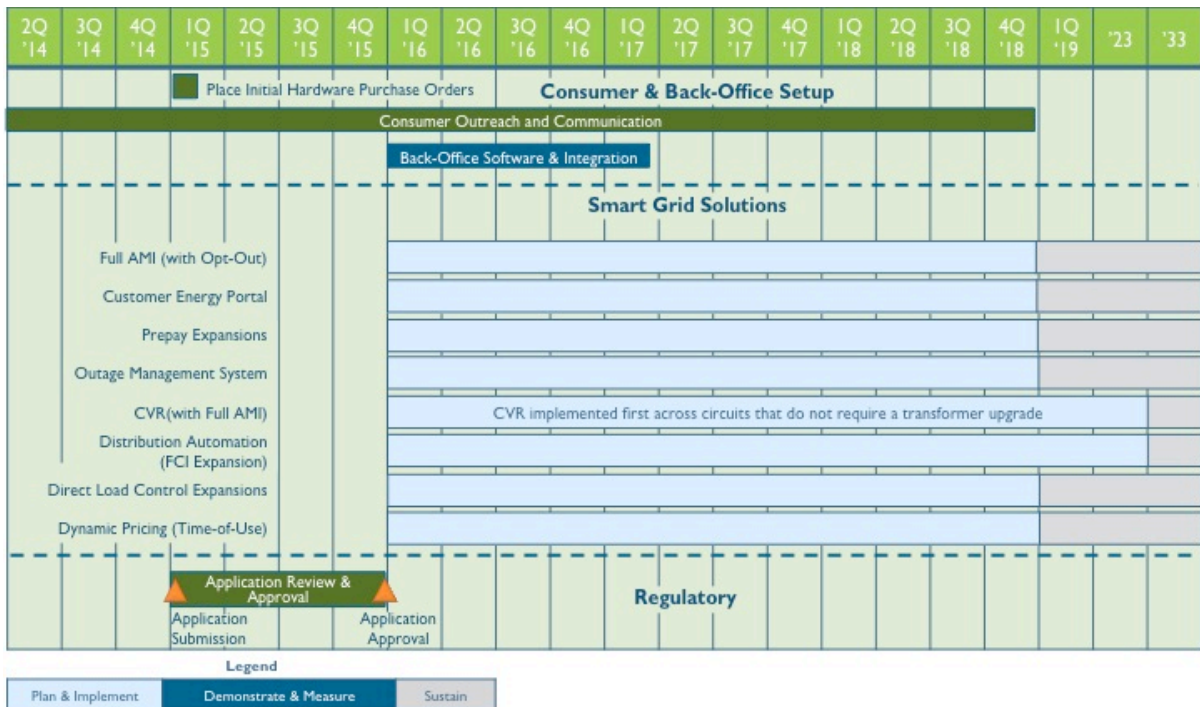 2Q 3Q 4Q 1Q 2Q 3Q 4Q 1Q 2Q 3Q 4Q 1Q 2Q 3Q 4Q 1Q 2Q 3Q 4Q 1Q '23 '33
'14 '14 '14 '15 '15 '15 '15 '16 '16 '16 '16 '17 '17 '17 '17 '18 '18 '18 '18 '19
Place Initial Hardware Purchase Orders
Consumer & Back-Office Setup
Consumer Outreach and Communication
Back-Office Software & Integration
Smart Grid Solutions
Full AMI (with Opt-Out)
Customer Energy Portal
Prepay Expansions
Outage Management System
CVR(with Full AMI)
CVR implemented first across circuits that do not require a transformer upgrade
Distribution Automation
(FCI Expansion)
Direct Load Control Expansions
Dynamic Pricing (Time-of-Use)
Application Review &
Approval
Regulatory
Application
Submission
Application
Approval
Legend
Plan & Implement
Demonstrate & Measure
Sustain